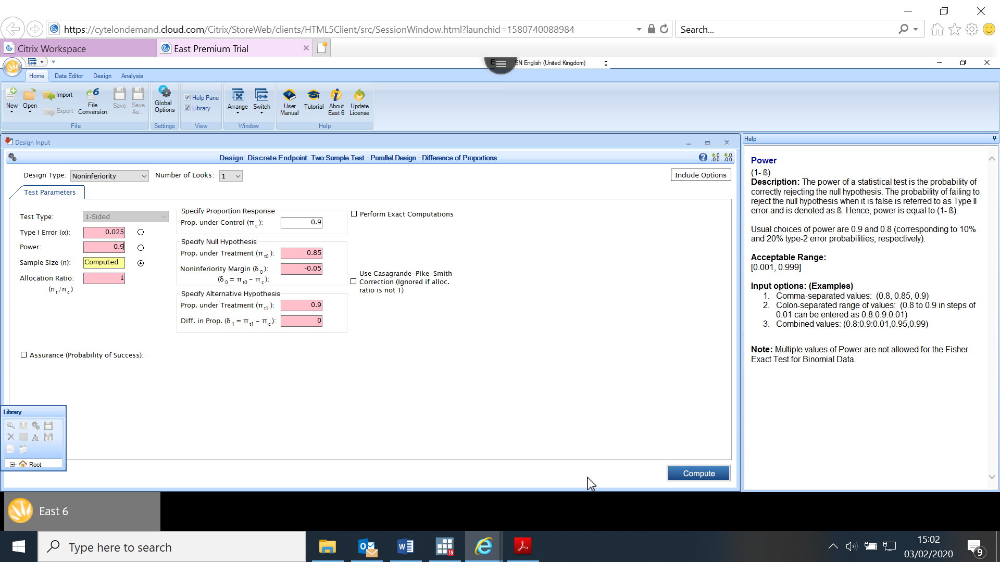 https://cytelondemand.cloud.com/Citrix/StoreWeb/clients/HTML5Client/src/SessionWindow.html?launchid=1580740088984
Search...
Citrix Workspace
East Premium Trial
EN English (United Kingdom)
Home Data Editor Design Analysis
New
Open
Import
Export
File Conversion
Save
Save As...
File
Global Options
Settings
Help Pane
Library
View
Arrange
Switch
Window
User Manual
Tutorial
About East 6
Update License
Help
Design Input
Design: Discrete Endpoint: Two-Sample Test - Parallel Design - Difference of Proportions
Design Type: Noninferiority Number of Looks: 1
Include Options
Test Parameters
Test Type: 1-Sided
Type I Error (α): 0.025
Power: 0.9
Sample Size (n): Computed
Allocation Ratio: 1
(nt/nc)
Specify Proportion Response
Prop. under Control (πc): 0.9
Specify Null Hypothesis
Prop. under Treatment (πt0): 0.85
Noninferiority Margin (δ0): -0.05
(δ0 = πt0 - πc):
Specify Alternative Hypothesis
Prop. under Treatment (πt1): 0.9
Diff. in Prop. (δ1 = πt1 - πc): 0
Perform Exact Computations
Use Casagrande-Pike-Smith
Correction (Ignored if alloc.
ratio is not 1)
Assurance (Probability of Success):
Library
Root
Compute
Help
Power
(1- ß)
Description: The power of a statistical test is the probability of
correctly rejecting the null hypothesis. The probability of failing to
reject the null hypothesis when it is false is referred to as Type II
error and is denoted as ß. Hence, power is equal to (1- ß).
Usual choices of power are 0.9 and 0.8 (corresponding to 10%
and 20% type-2 error probabilities, respectively).
Acceptable Range:
[0.001, 0.999]
Input options: (Examples)
1. Comma-separated values: (0.8, 0.85, 0.9)
2. Colon-separated range of values: (0.8 to 0.9 in steps of
0.01 can be entered as 0.8:0.9:0.01)
3. Combined values: (0.8:0.9:0.01,0.95,0.99)
Note: Multiple values of Power are not allowed for the Fisher
Exact Test for Binomial Data.
East 6
Type here to search
15
15:02
03/02/2020
9